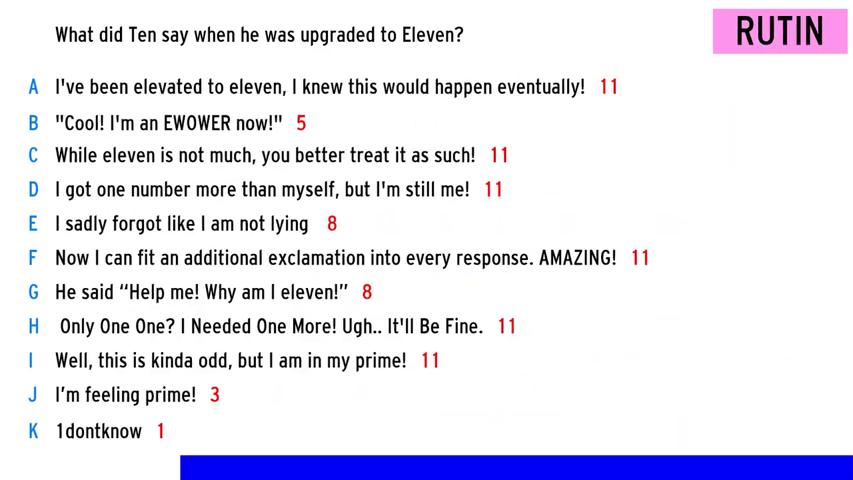 What did Ten say when he was upgraded to Eleven?
RUTIN
A I've been elevated to eleven, I knew this would happen eventually! 11
B "Cool! I'm an EWOWER now!" 5
C While eleven is not much, you better treat it as such! 11
D I got one number more than myself, but I'm still me! 11
E I sadly forgot like I am not lying 8
F Now I can fit an additional exclamation into every response. AMAZING! 11
G He said “Help me! Why am I eleven!” 8
H Only One One? I Needed One More! Ugh.. It'll Be Fine. 11
I Well, this is kinda odd, but I am in my prime! 11
J I’m feeling prime! 3
K 1dontknow 1